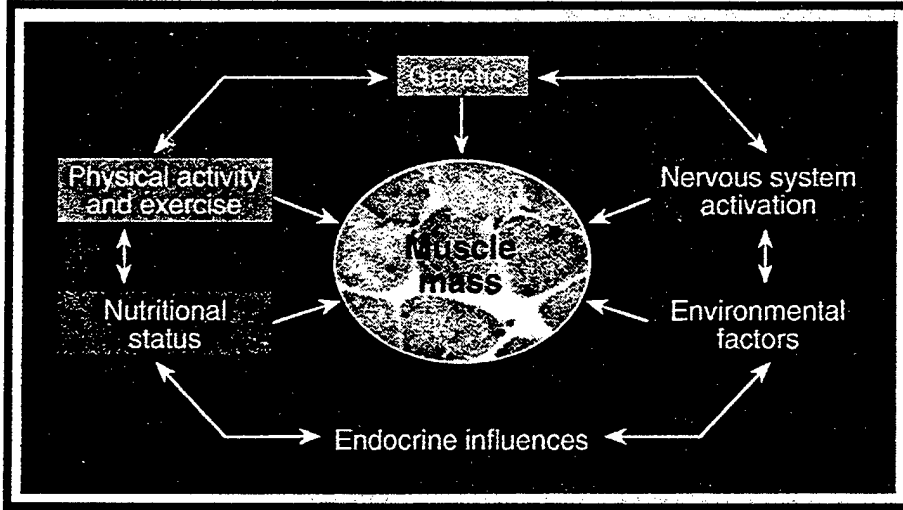 Genetics
Physical activity
and exercise
Nervous system
activation
Muscle
mass
Nutritional
status
Environmental
factors
Endocrine influences